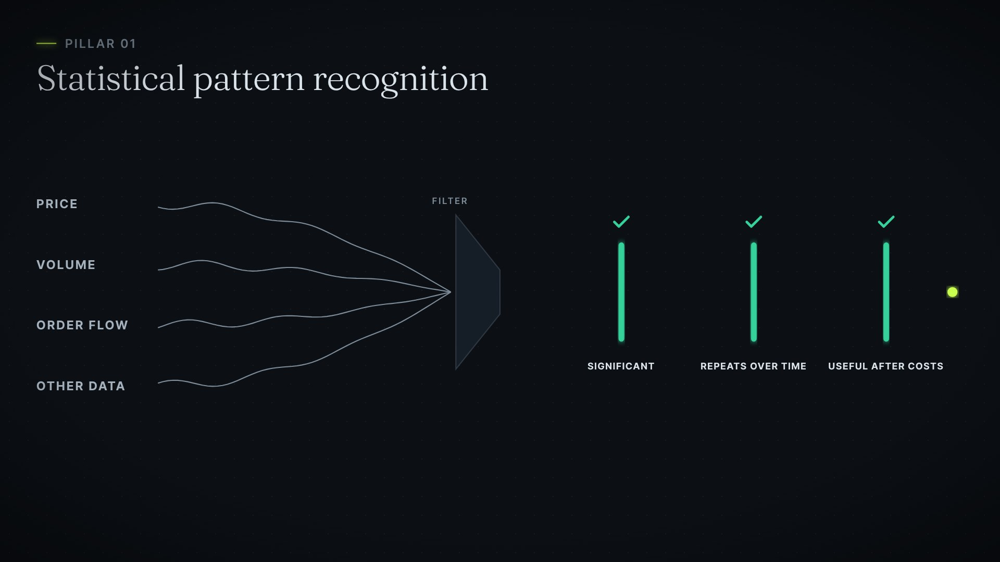 PILLAR 01
Statistical pattern recognition
PRICE
VOLUME
ORDER FLOW
OTHER DATA
FILTER
SIGNIFICANT
REPEATS OVER TIME
USEFUL AFTER COSTS